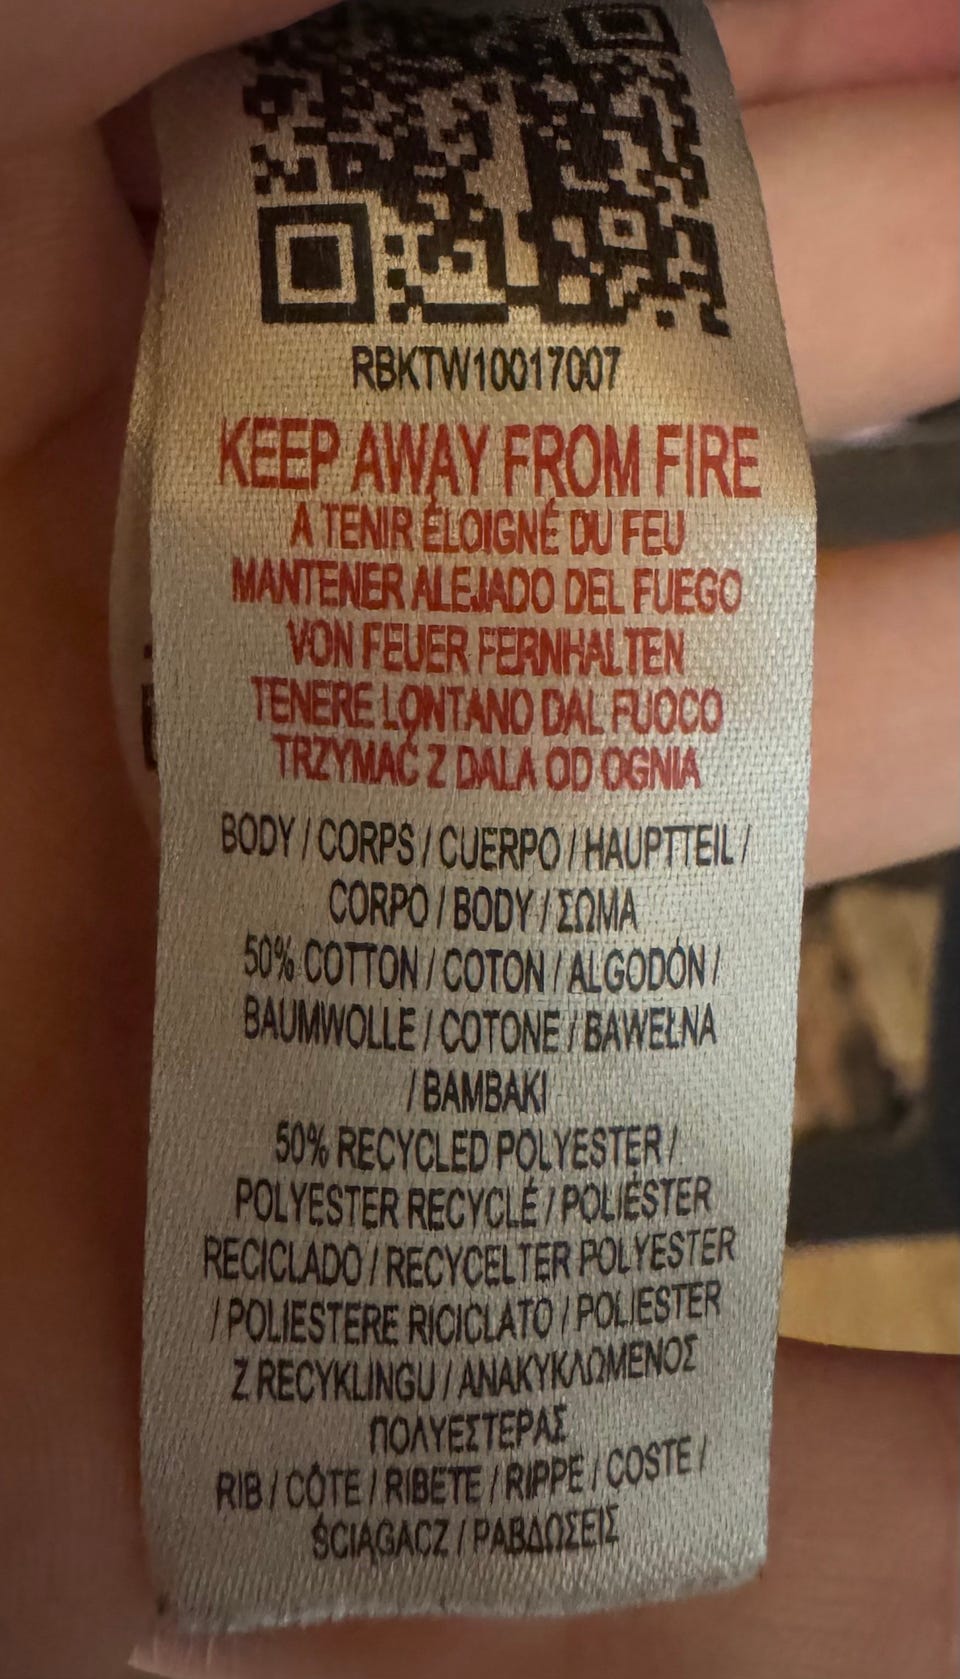 RBKTW10017007
KEEP AWAY FROM FIRE
A TENIR ÉLOIGNÉ DU FEU
MANTENER ALEJADO DEL FUEGO
VON FEUER FERNHALTEN
TENERE LONTANO DAL FUOCO
TRZYMAĆ Z DALA OD OGNIA
BODY / CORPS / CUERPO / HAUPTTEIL /
CORPO / BODY / ΣΩΜΑ
50% COTTON / COTON / ALGODÓN /
BAUMWOLLE / COTONE / BAWEŁNA
/ BAMBAKI
50% RECYCLED POLYESTER /
POLYESTER RECYCLÉ / POLIÉSTER
RECICLADO / RECYCELTER POLYESTER
/ POLIESTERE RICICLATO / POLIESTER
Z RECYKLINGU / ΑΝΑΚΥΚΛΩΜΕΝΟΣ
ΠΟΛΥΕΣΤΕΡΑΣ
RIB / CÔTE / RIBETE / RIPPE / COSTE /
ŚCIĄGACZ / ΡΑΒΔΩΣΕΙΣ